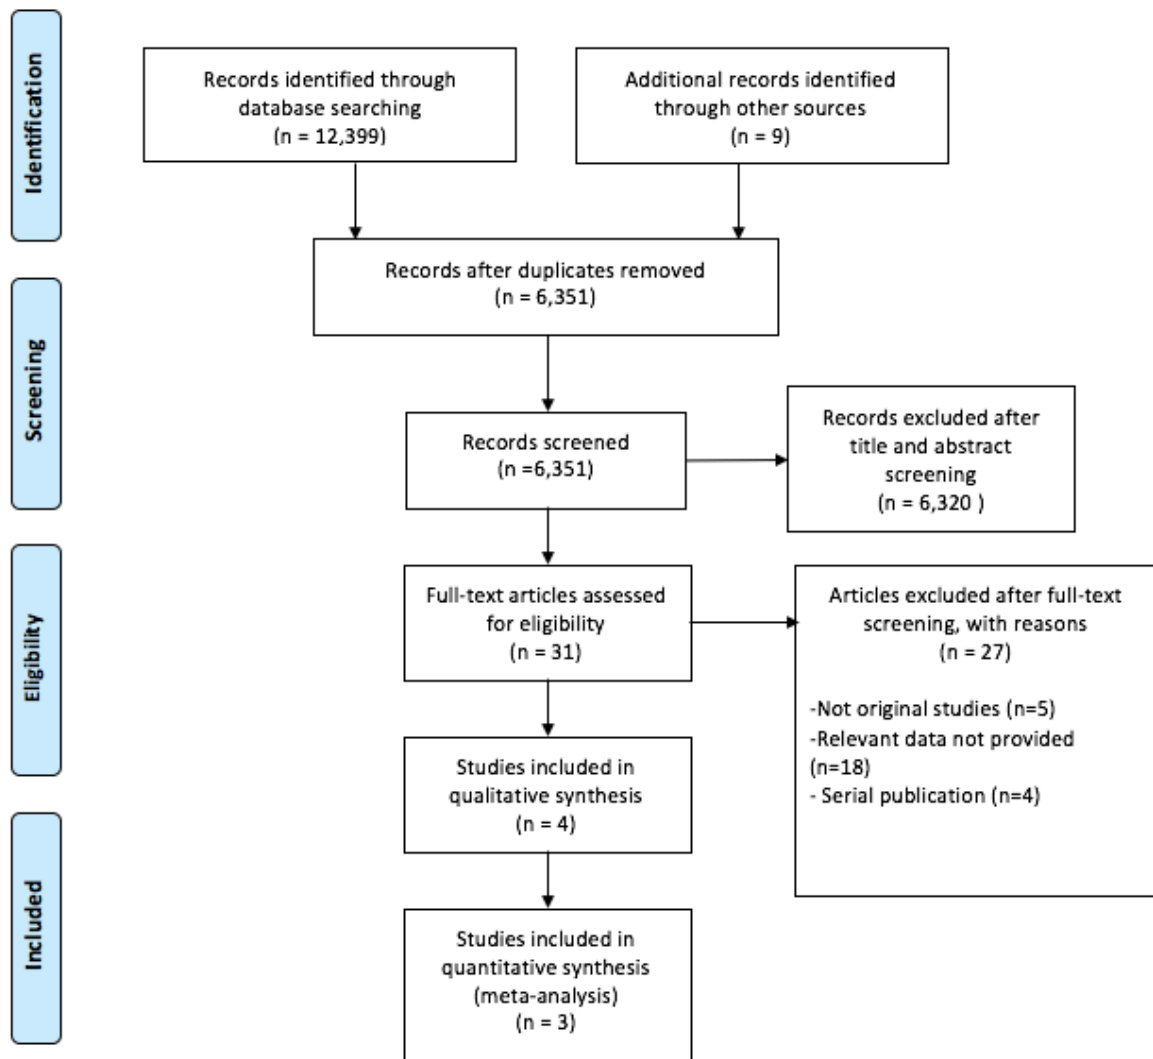 Identification
Records identified through
database searching
(n = 12,399)
Additional records identified
through other sources
(n = 9)
Records after duplicates removed
(n = 6,351)
Screening
Records screened
(n =6,351)
Records excluded after
title and abstract
screening
(n = 6,320 )
Eligibility
Full-text articles assessed
for eligibility
(n = 31)
Articles excluded after full-text
screening, with reasons
(n = 27)
-Not original studies (n=5)
-Relevant data not provided
(n=18)
- Serial publication (n=4)
Studies included in
qualitative synthesis
(n = 4)
Included
Studies included in
quantitative synthesis
(meta-analysis)
(n = 3)